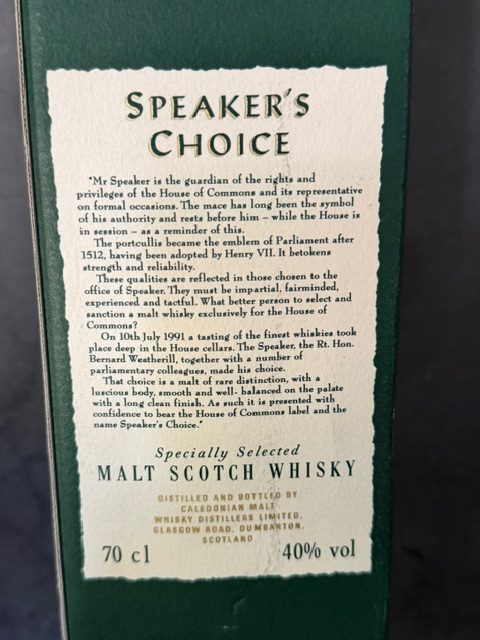 SPEAKER'S
CHOICE
"Mr Speaker is the guardian of the rights and
privileges of the House of Commons and its representative
on formal occasions. The mace has long been the symbol
of his authority and rests before him – while the House is
in session – as a reminder of this.
The portcullis became the emblem of Parliament after
1512, having been adopted by Henry VII. It betokens
strength and reliability.
These qualities are reflected in those chosen to the
office of Speaker. They must be impartial, fairminded,
experienced and tactful. What better person to select and
sanction a malt whisky exclusively for the House of
Commons?
On 10th July 1991 a tasting of the finest whiskies took
place deep in the House cellars. The Speaker, the Rt. Hon.
Bernard Weatherill, together with a number of
parliamentary colleagues, made his choice.
That choice is a malt of rare distinction, with a
luscious body, smooth and well- balanced on the palate
with a long clean finish. As such it is presented with
confidence to bear the House of Commons label and the
name Speaker's Choice."
Specially Selected
MALT SCOTCH WHISKY
DISTILLED AND BOTTLED BY
CALEDONIAN MALT
WHISKY DISTILLERS LIMITED,
GLASGOW ROAD, DUMBARTON,
SCOTLAND.
70 cl 40% vol